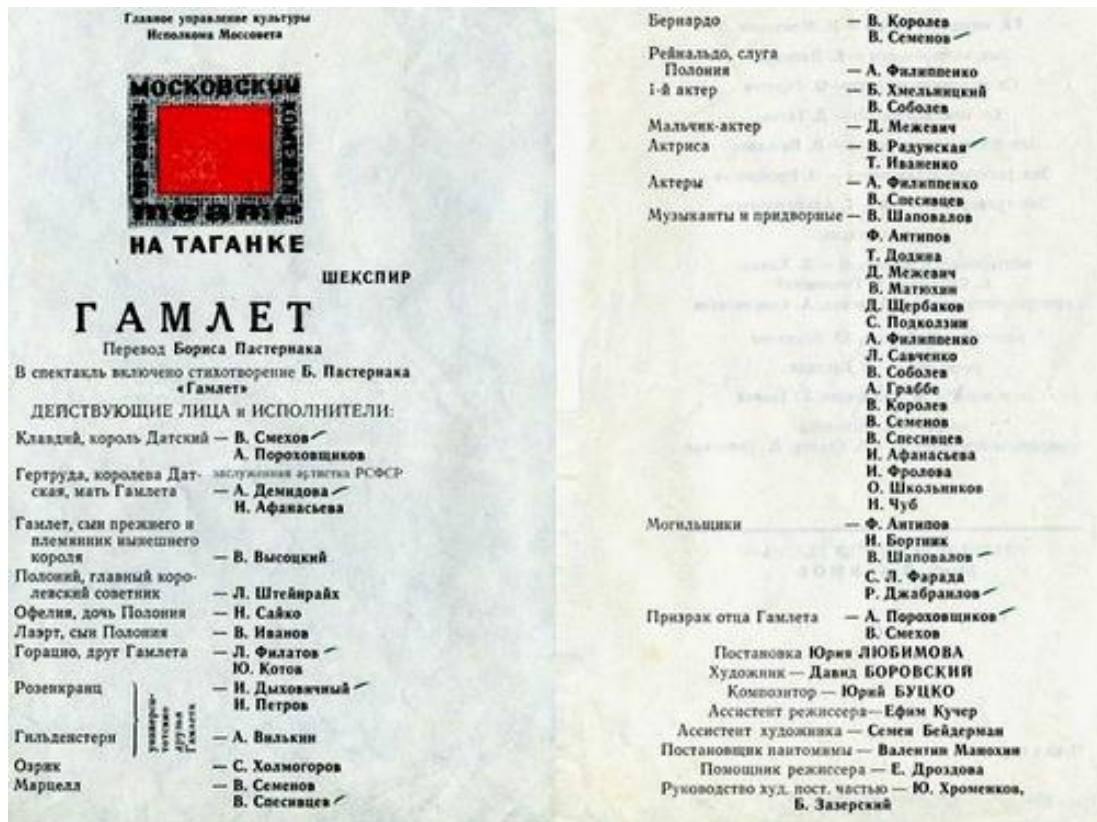 Главное управление культуры
Исполкома Моссовета
МОСКОВСКИЙ
ДРАМЫ
КОМЕДИИ
театр
НА ТАГАНКЕ
ШЕКСПИР
ГАМЛЕТ
Перевод Бориса Пастернака
В спектакль включено стихотворение Б. Пастернака
«Гамлет»
ДЕЙСТВУЮЩИЕ ЛИЦА и ИСПОЛНИТЕЛИ:
Клавдий, король Датский — В. Смехов
А. Пороховщиков
Гертруда, королева Дат- заслуженная артистка РСФСР
ская, мать Гамлета — А. Демидова
Н. Афанасьева
Гамлет, сын прежнего и
племянник нынешнего
короля — В. Высоцкий
Полоний, главный коро-
левский советник — Л. Штейнрайх
Офелия, дочь Полония — Н. Сайко
Лаэрт, сын Полония — В. Иванов
Горацио, друг Гамлета — Л. Филатов
Ю. Котов
Розенкранц — И. Дыховичный
И. Петров
универси-
тетские
друзья
Гамлета
Гильденстерн — А. Вилькин
Озрик — С. Холмогоров
Марцелл — В. Семенов
В. Спесивцев
Бернардо — В. Королев
В. Семенов
Рейнальдо, слуга
Полония — А. Филиппенко
1-й актер — Б. Хмельницкий
В. Соболев
Мальчик-актер — Д. Межевич
Актриса — В. Радунская
Т. Иваненко
Актеры — А. Филиппенко
В. Спесивцев
Музыканты и придворные — В. Шаповалов
Ф. Антипов
Т. Додина
Д. Межевич
В. Матюхин
Д. Щербаков
С. Подколзин
А. Филиппенко
Л. Савченко
В. Соболев
А. Граббе
В. Королев
В. Семенов
В. Спесивцев
И. Афанасьева
И. Фролова
О. Школьников
Н. Чуб
Могильщики — Ф. Антипов
И. Бортник
В. Шаповалов
С. Л. Фарада
Р. Джабраилов
Призрак отца Гамлета — А. Пороховщиков
В. Смехов
Постановка Юрия ЛЮБИМОВА
Художник — Давид БОРОВСКИЙ
Композитор — Юрий БУЦКО
Ассистент режиссера — Ефим Кучер
Ассистент художника — Семен Бейдерман
Постановщик пантомимы — Валентин Манохин
Помощник режиссера — Е. Дроздова
Руководство худ. пост. частью — Ю. Хроменков,
Б. Зазерский